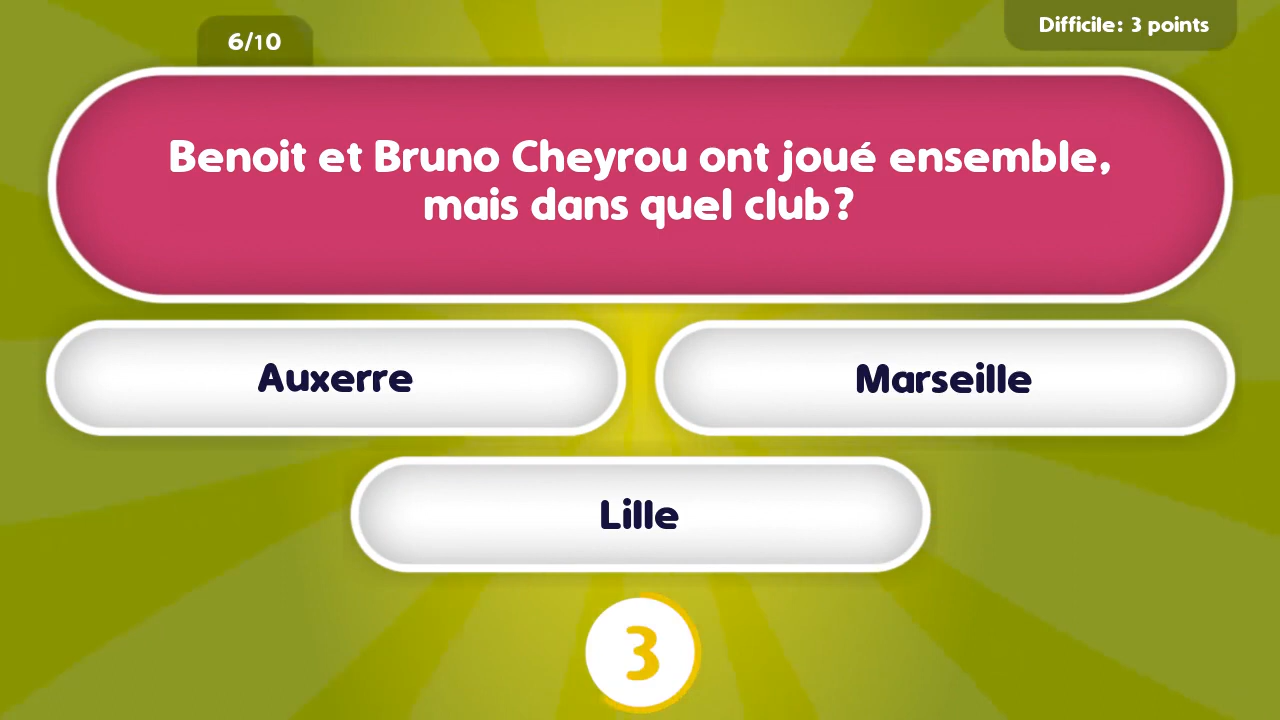 6/10
Difficile: 3 points
Benoit et Bruno Cheyrou ont joué ensemble,
mais dans quel club?
Auxerre
Marseille
Lille
3